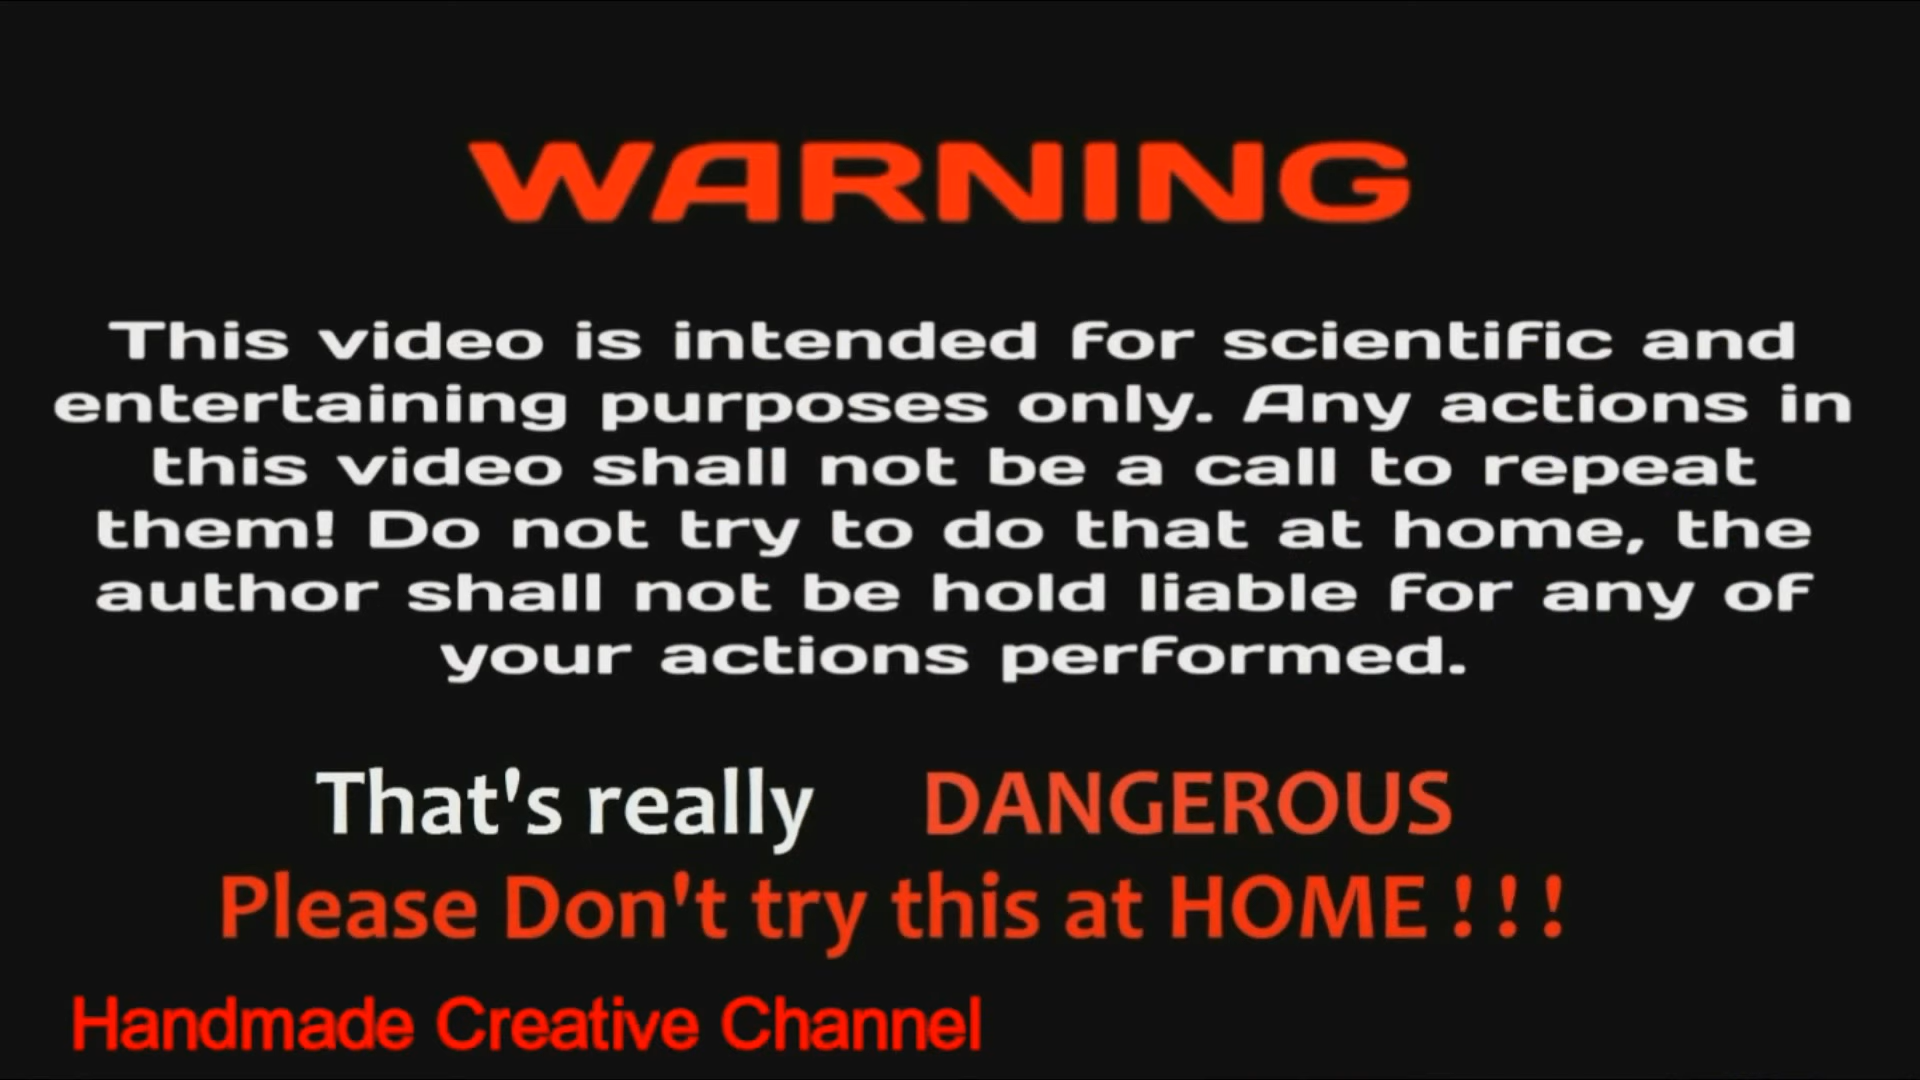 WARNING
This video is intended for scientific and
entertaining purposes only. Any actions in
this video shall not be a call to repeat
them! Do not try to do that at home, the
author shall not be hold liable for any of
your actions performed.
That's really DANGEROUS
Please Don't try this at HOME ! ! !
Handmade Creative Channel